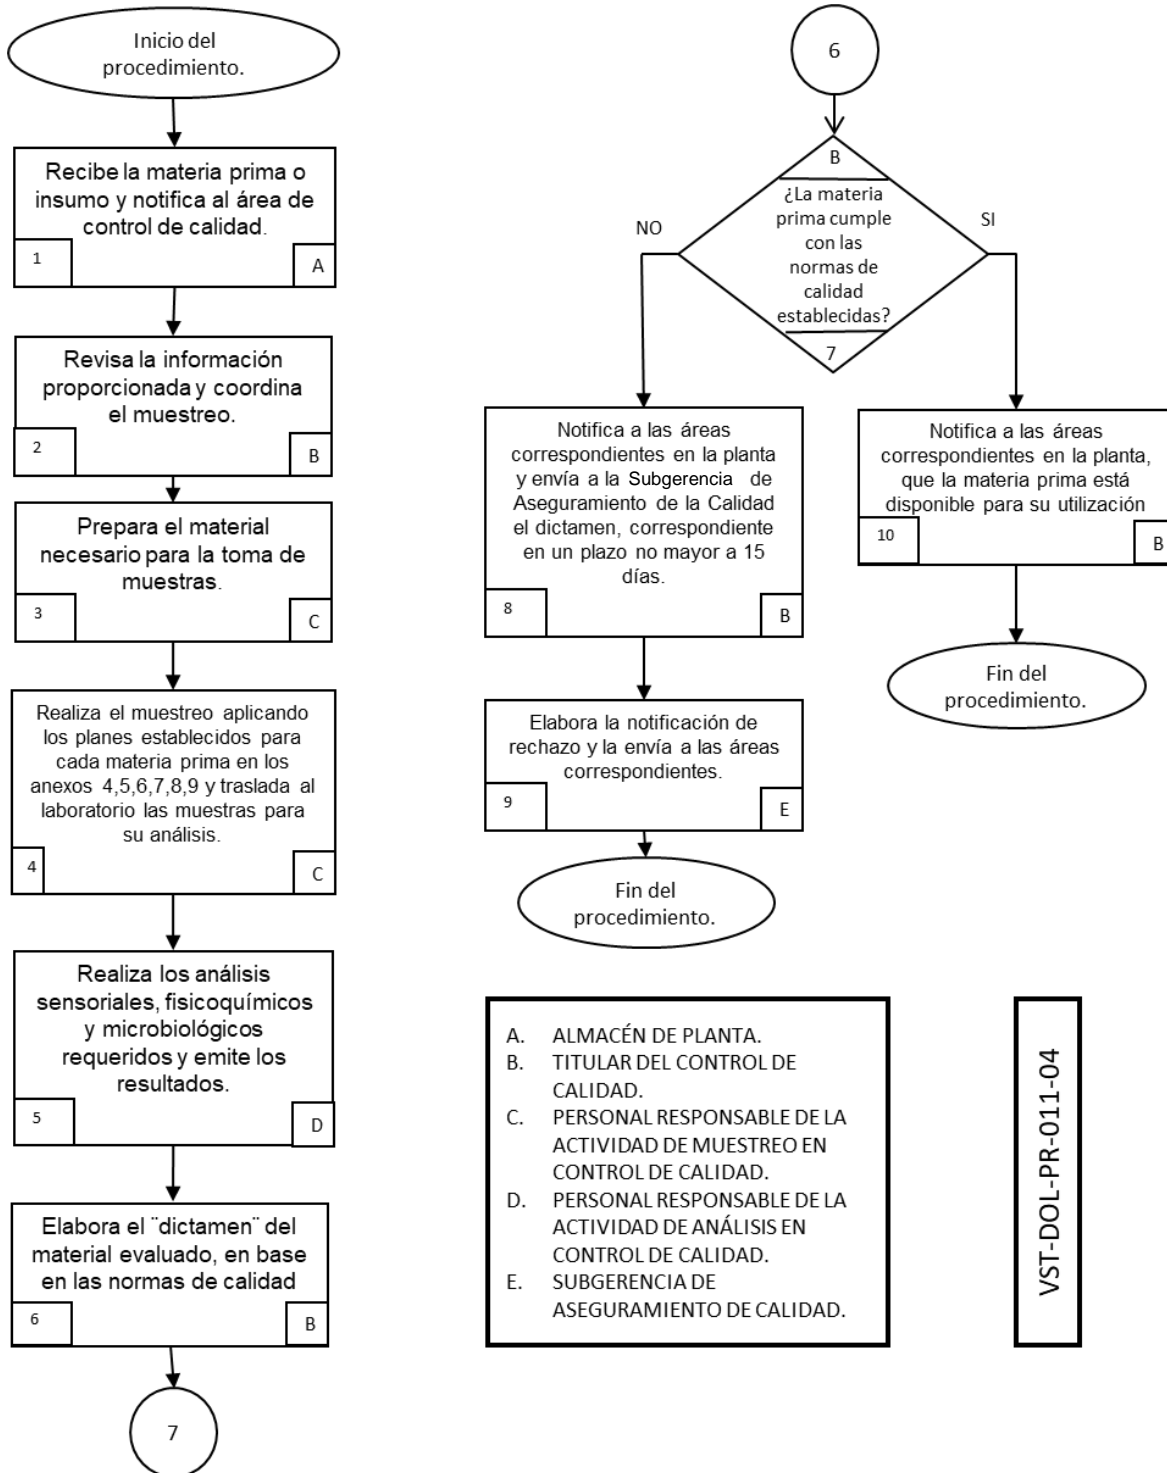 Inicio del
procedimiento.
Recibe la materia prima o
insumo y notifica al área de
control de calidad.
1
A
Revisa la información
proporcionada y coordina
el muestreo.
2
B
Prepara el material
necesario para la toma de
muestras.
3
C
Realiza el muestreo aplicando
los planes establecidos para
cada materia prima en los
anexos 4,5,6,7,8,9 y traslada al
laboratorio las muestras para
su análisis.
4
C
Realiza los análisis
sensoriales, fisicoquímicos
y microbiológicos
requeridos y emite los
resultados.
5
D
Elabora el ¨dictamen¨ del
material evaluado, en base
en las normas de calidad
6
B
7
6
B
¿La materia
prima cumple
con las
normas de
calidad
establecidas?
7
NO
SI
Notifica a las áreas
correspondientes en la planta
y envía a la Subgerencia de
Aseguramiento de la Calidad
el dictamen, correspondiente
en un plazo no mayor a 15
días.
8
B
Elabora la notificación de
rechazo y la envía a las áreas
correspondientes.
9
E
Fin del
procedimiento.
Notifica a las áreas
correspondientes en la planta,
que la materia prima está
disponible para su utilización
10
B
Fin del
procedimiento.
A. ALMACÉN DE PLANTA.
B. TITULAR DEL CONTROL DE
CALIDAD.
C. PERSONAL RESPONSABLE DE LA
ACTIVIDAD DE MUESTREO EN
CONTROL DE CALIDAD.
D. PERSONAL RESPONSABLE DE LA
ACTIVIDAD DE ANÁLISIS EN
CONTROL DE CALIDAD.
E. SUBGERENCIA DE
ASEGURAMIENTO DE CALIDAD.
VST-DOL-PR-011-04